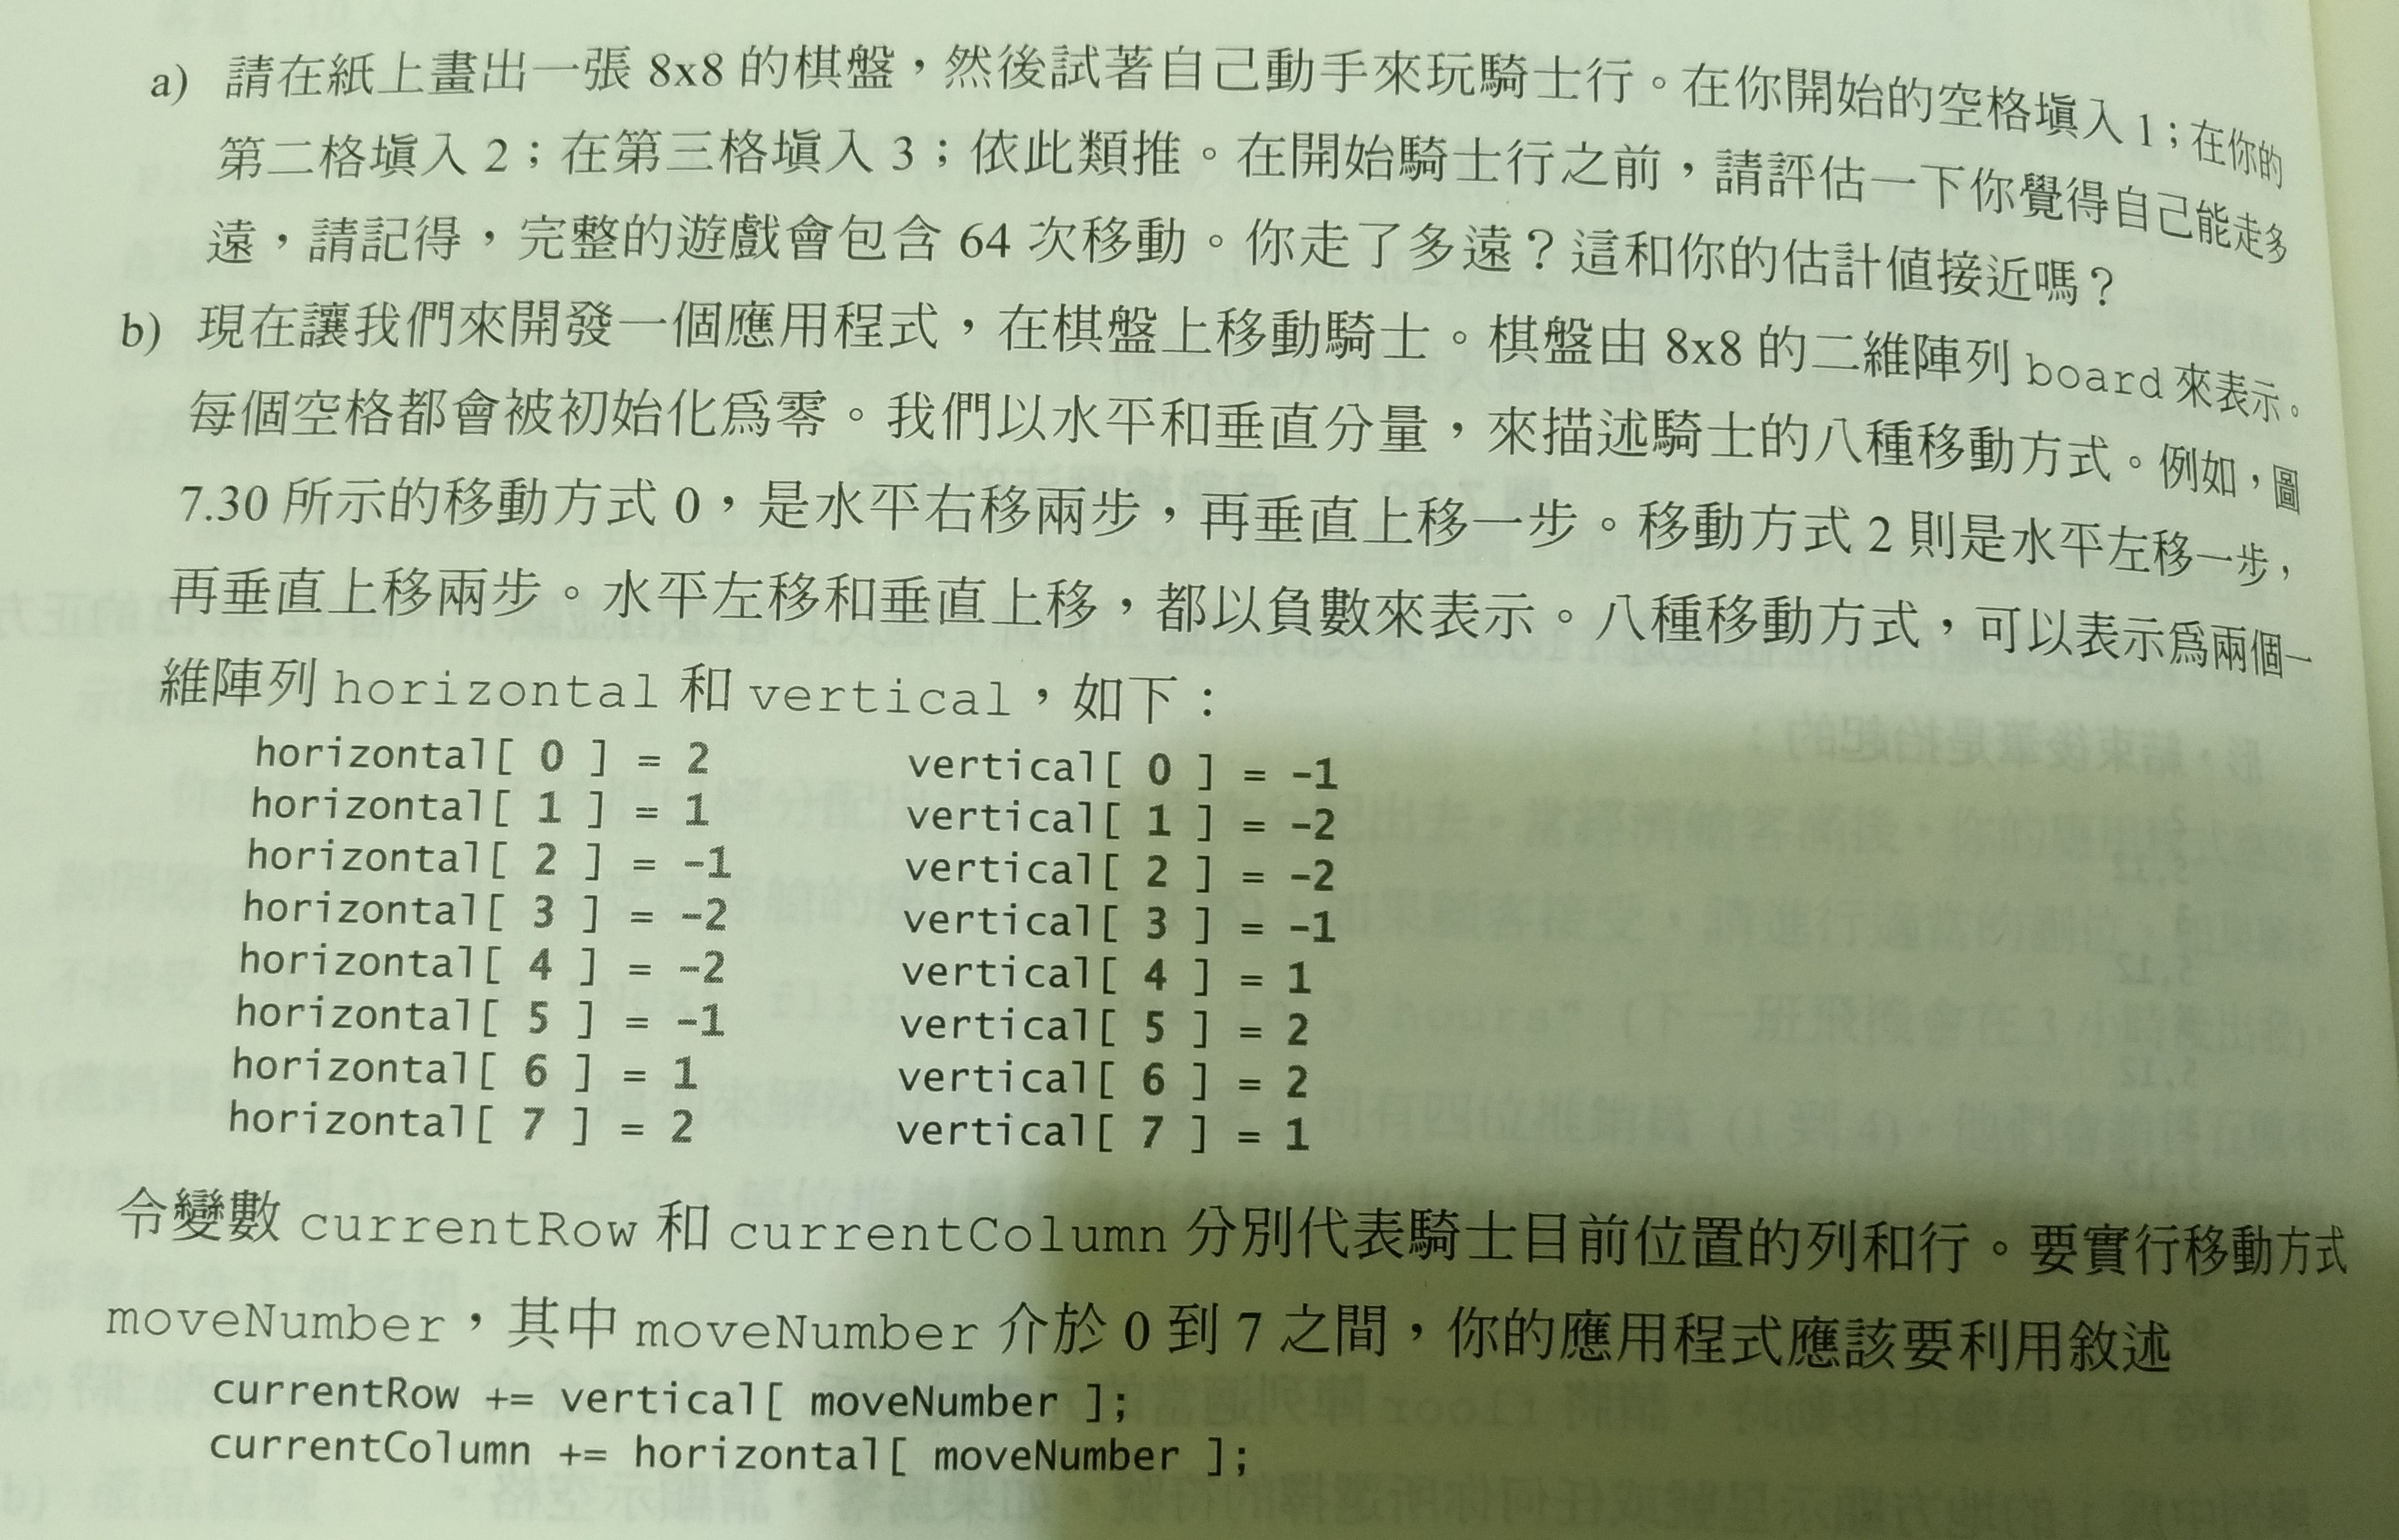 a) 請在紙上畫出一張 8x8 的棋盤，然後試著自己動手來玩騎士行。在你開始的空格填入 1；在你的
第二格填入 2；在第三格填入 3；依此類推。在開始騎士行之前，請評估一下你覺得自己能走多
遠，請記得，完整的遊戲會包含 64 次移動。你走了多遠？這和你的估計值接近嗎？
b) 現在讓我們來開發一個應用程式，在棋盤上移動騎士。棋盤由 8x8 的二維陣列 board 來表示。
每個空格都會被初始化爲零。我們以水平和垂直分量，來描述騎士的八種移動方式。例如，圖
7.30 所示的移動方式 0，是水平右移兩步，再垂直上移一步。移動方式 2 則是水平左移一步，
再垂直上移兩步。水平左移和垂直上移，都以負數來表示。八種移動方式，可以表示爲兩個一
維陣列 horizontal 和 vertical，如下：
horizontal[ 0 ] = 2 vertical[ 0 ] = -1
horizontal[ 1 ] = 1 vertical[ 1 ] = -2
horizontal[ 2 ] = -1 vertical[ 2 ] = -2
horizontal[ 3 ] = -2 vertical[ 3 ] = -1
horizontal[ 4 ] = -2 vertical[ 4 ] = 1
horizontal[ 5 ] = -1 vertical[ 5 ] = 2
horizontal[ 6 ] = 1 vertical[ 6 ] = 2
horizontal[ 7 ] = 2 vertical[ 7 ] = 1
令變數 currentRow 和 currentColumn 分別代表騎士目前位置的列和行。要實行移動方式
moveNumber，其中 moveNumber 介於 0 到 7 之間，你的應用程式應該要利用敘述
currentRow += vertical[ moveNumber ];
currentColumn += horizontal[ moveNumber ];